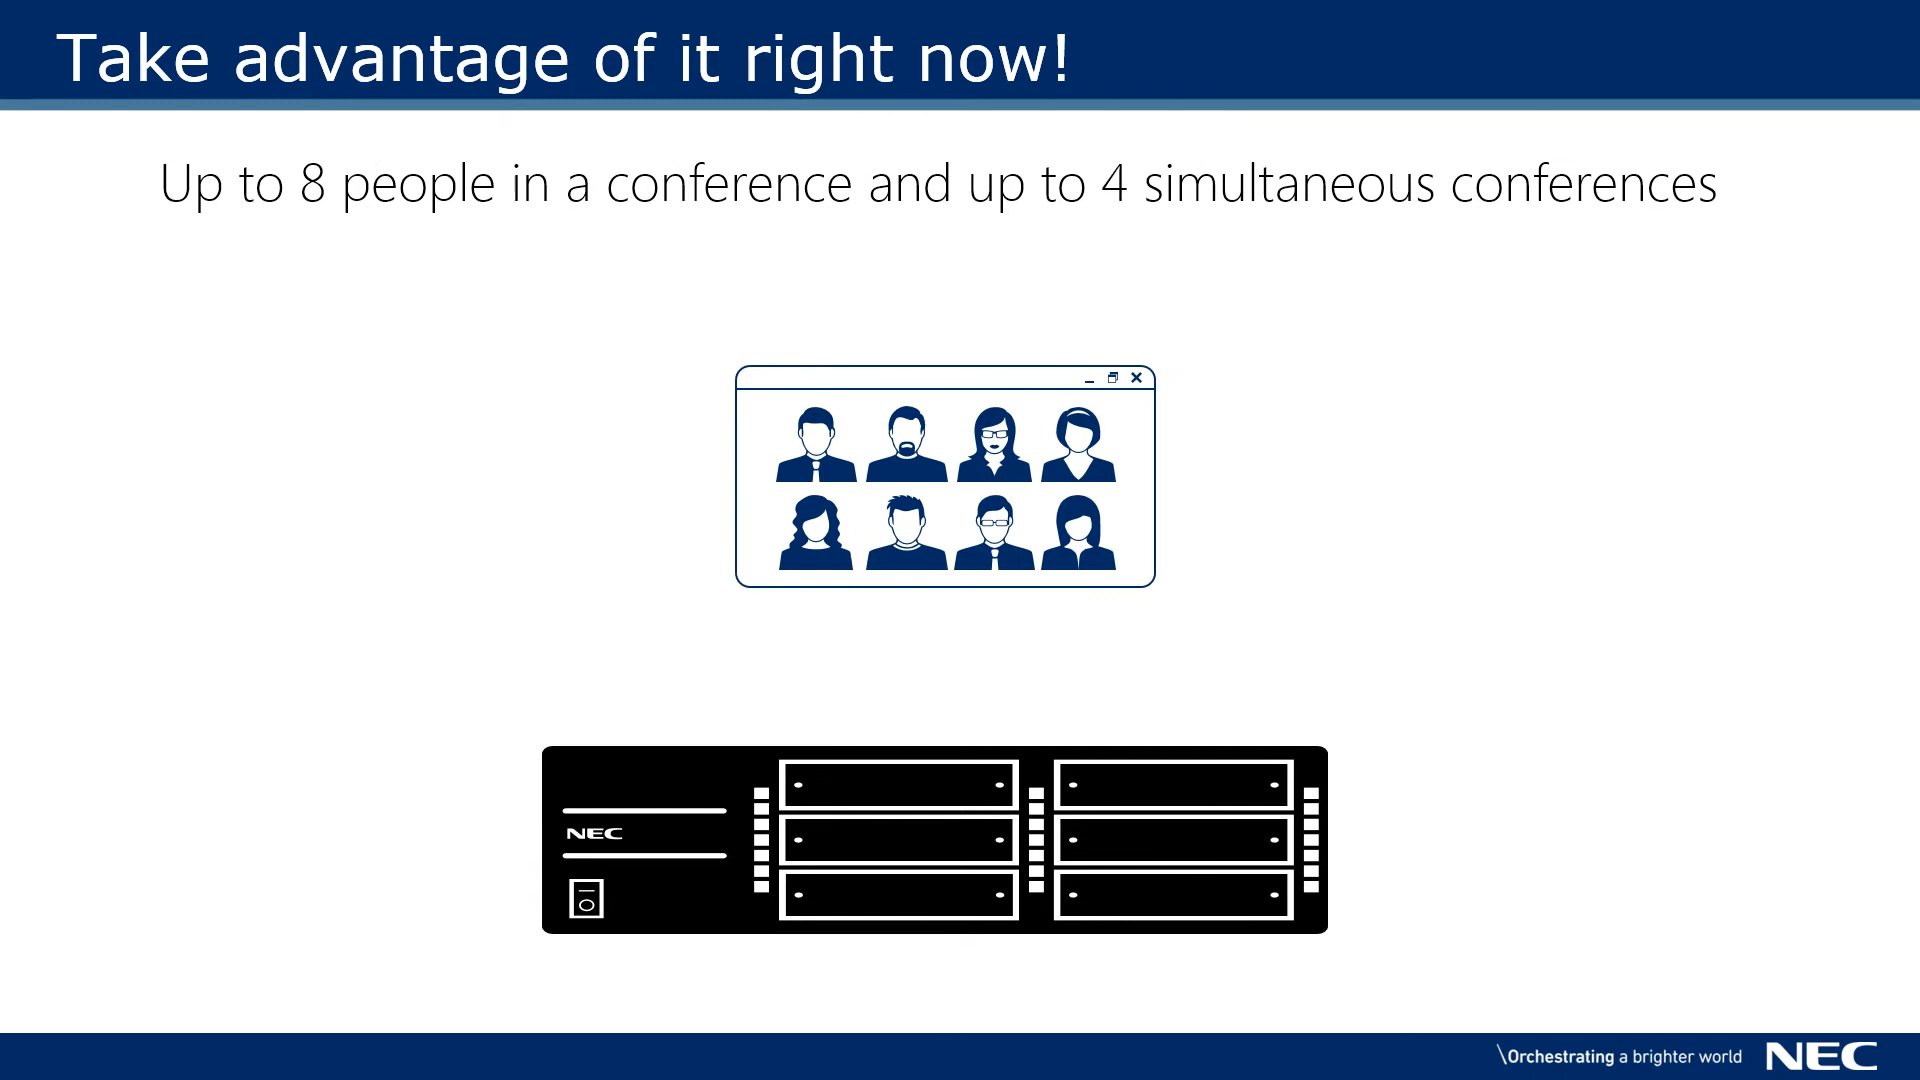 Take advantage of it right now!
Up to 8 people in a conference and up to 4 simultaneous conferences
NEC
\Orchestrating a brighter world NEC